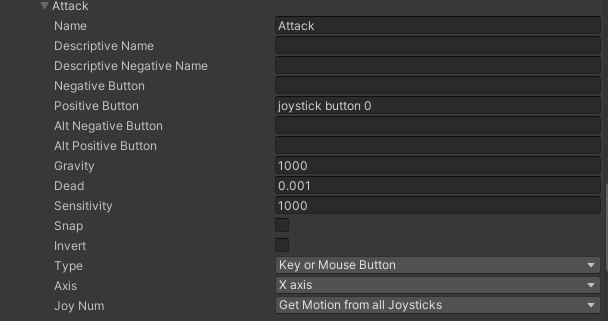 Attack
Name Attack
Descriptive Name
Descriptive Negative Name
Negative Button
Positive Button joystick button 0
Alt Negative Button
Alt Positive Button
Gravity 1000
Dead 0.001
Sensitivity 1000
Snap
Invert
Type Key or Mouse Button
Axis X axis
Joy Num Get Motion from all Joysticks